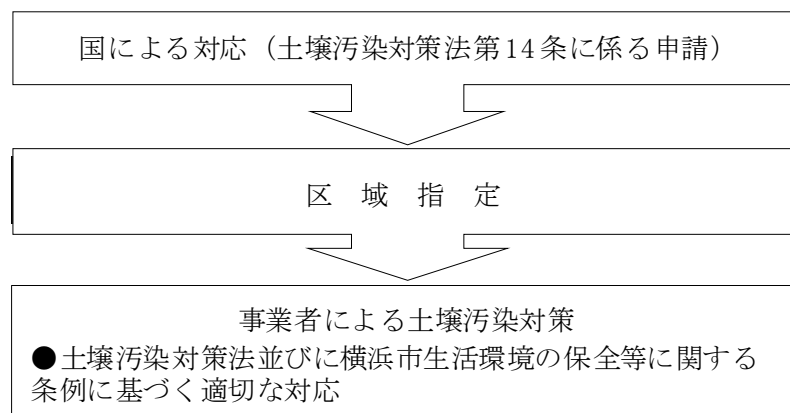 国による対応（土壌汚染対策法第14条に係る申請）
区　域　指　定
事業者による土壌汚染対策
●土壌汚染対策法並びに横浜市生活環境の保全等に関する
条例に基づく適切な対応